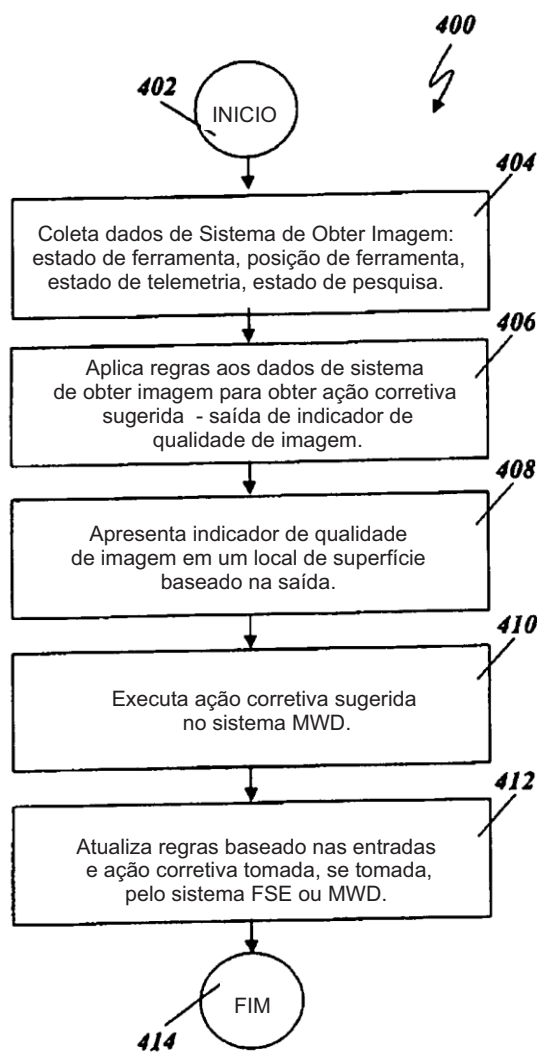 400
402
INICIO
404
Coleta dados de Sistema de Obter Imagem:
estado de ferramenta, posição de ferramenta,
estado de telemetria, estado de pesquisa.
406
Aplica regras aos dados de sistema
de obter imagem para obter ação corretiva
sugerida - saída de indicador de
qualidade de imagem.
408
Apresenta indicador de qualidade
de imagem em um local de superfície
baseado na saída.
410
Executa ação corretiva sugerida
no sistema MWD.
412
Atualiza regras baseado nas entradas
e ação corretiva tomada, se tomada,
pelo sistema FSE ou MWD.
FIM
414